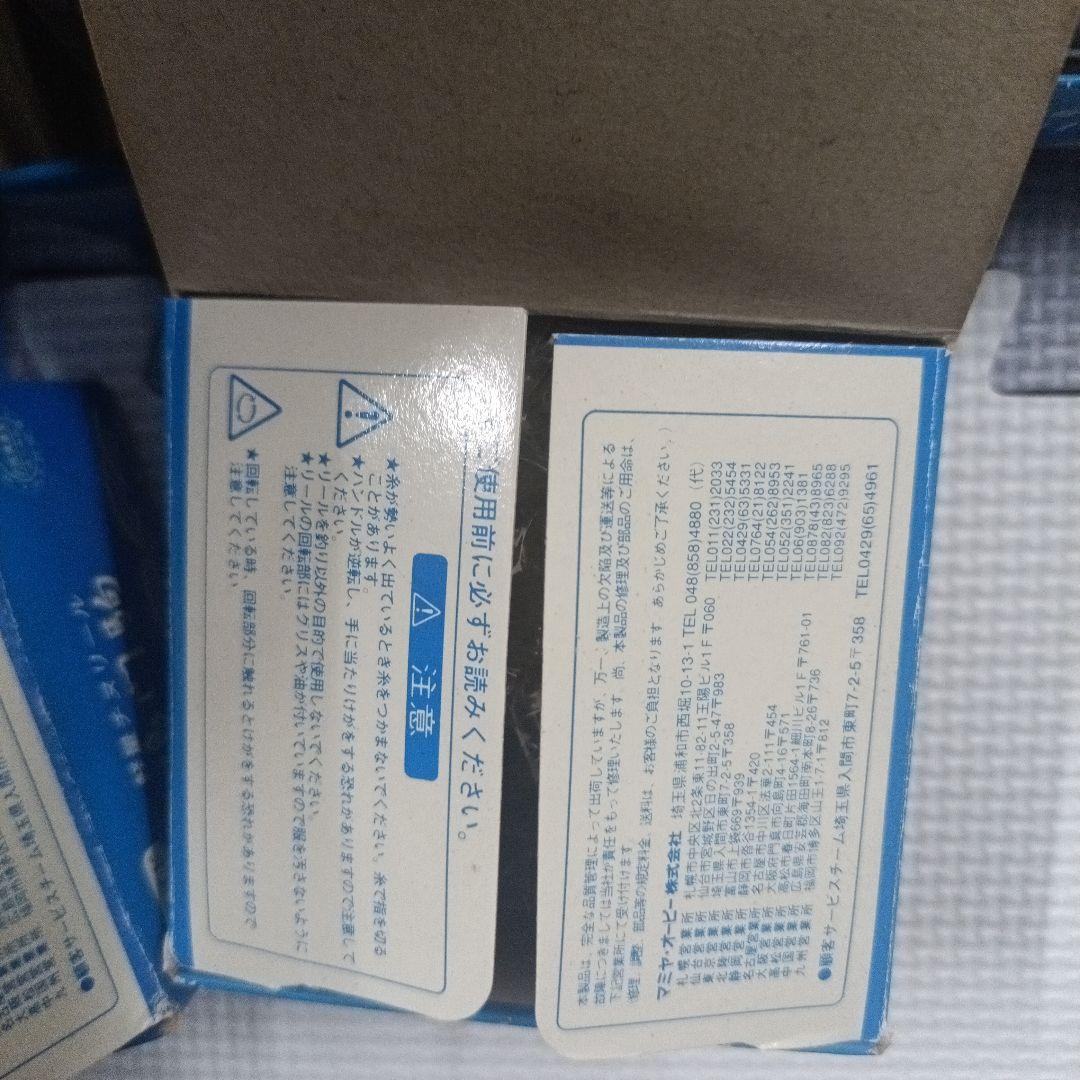 使用前に必ずお読みください。
注意
★糸が勢いよく出ているとき糸をつかまないでください。糸で指を切る
ことがあります。
★ハンドルが逆転し、手に当たりけがをする恐れがありますので注意して
ください。
★リールを釣り以外の目的で使用しないでください。
★リールの回転部にはグリスや油が付いていますので服を汚さないように
注意してください。
★回転している時、回転部分に触れるとけがをする恐れがありますので
注意してください。
本製品は、完全な品質管理によって出荷していますが、万一、製造上の欠陥及び運送等による
故障につきましては当社が責任をもって修理いたします。尚、本製品の修理及び部品のご用命は、
下記営業所にて受け付けます。
修理、調整、部品等の規定料金、送料は、お客様のご負担となります。あらかじめご了承ください。)
マミヤ・オーピー株式会社 埼玉県浦和市西堀10-13-1 TEL 048(858)4880 (代)
札幌営業所 札幌市中央区北2条東11-82-11王陽ビル1F〒060 TEL011(231)2093
仙台営業所 仙台市宮城野区日の出町2-5-47〒983 TEL022(232)5454
東京営業所 埼玉県入間市東町7-2-5〒358 TEL0429(63)5331
北陸営業所 富山市上袋669〒939 TEL0764(21)8122
静岡営業所 静岡市沓谷1354-1〒420 TEL054(262)8953
名古屋営業所 名古屋市中川区法華2-111〒454 TEL052(351)2241
大阪営業所 大阪府門真市向島町4-16〒571 TEL06(903)1381
高松営業所 高松市春日町片田1564-1細川ビル1F〒761-01 TEL0878(43)8965
中国営業所 広島県安芸郡海田町南本町8-26〒736 TEL082(823)6288
九州営業所 福岡市博多区山王1-7-11〒812 TEL092(472)9295
●顧客サービスチーム埼玉県入間市東町7-2-5〒358 TEL0429(65)4961
●顧客サービスチーム埼玉県入間